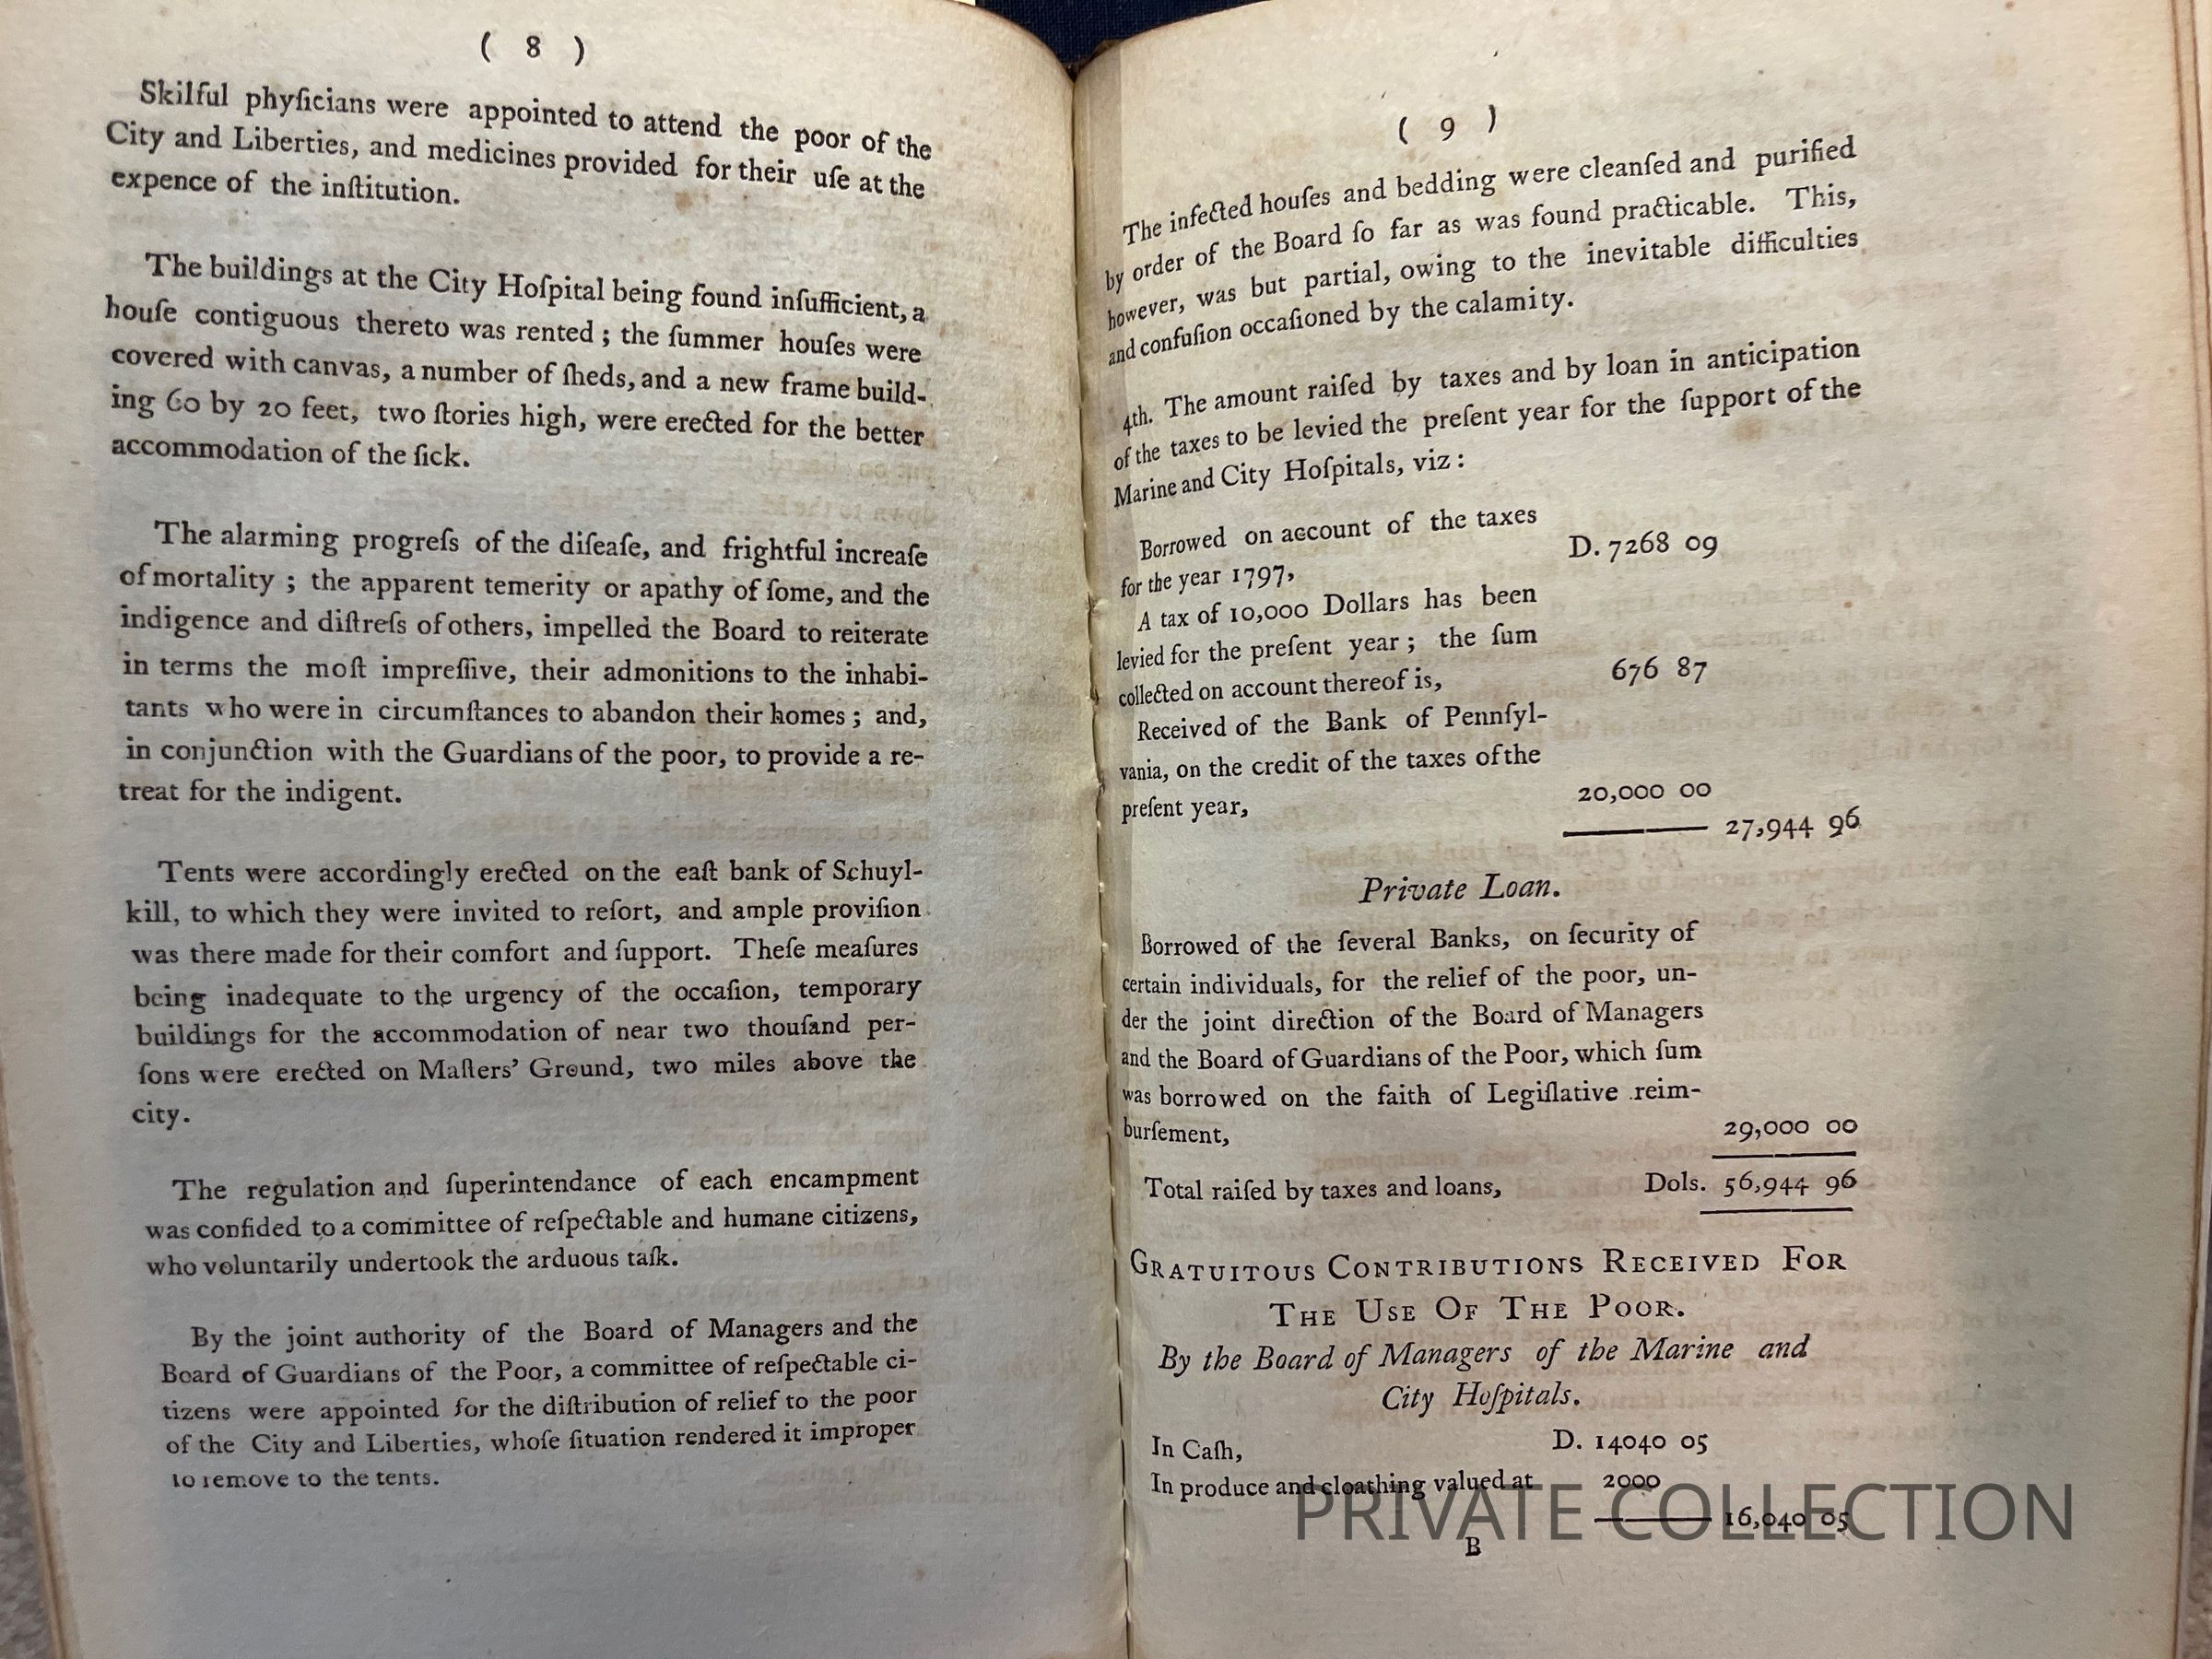 ( 8 )
Skilful phyſicians were appointed to attend the poor of the
City and Liberties, and medicines provided for their uſe at the
expence of the inſtitution.
The buildings at the City Hoſpital being found inſufficient, a
houſe contiguous thereto was rented ; the ſummer houſes were
covered with canvas, a number of ſheds, and a new frame build-
ing 60 by 20 feet, two ſtories high, were erected for the better
accommodation of the ſick.
The alarming progreſs of the diſeaſe, and frightful increaſe
of mortality ; the apparent temerity or apathy of ſome, and the
indigence and diſtreſs of others, impelled the Board to reiterate
in terms the moſt impreſſive, their admonitions to the inhabi-
tants who were in circumſtances to abandon their homes ; and,
in conjunction with the Guardians of the poor, to provide a re-
treat for the indigent.
Tents were accordingly erected on the eaſt bank of Schuyl-
kill, to which they were invited to reſort, and ample proviſion
was there made for their comfort and ſupport. Theſe meaſures
being inadequate to the urgency of the occaſion, temporary
buildings for the accommodation of near two thouſand per-
ſons were erected on Maſters' Ground, two miles above the
city.
The regulation and ſuperintendance of each encampment
was confided to a committee of reſpectable and humane citizens,
who voluntarily undertook the arduous taſk.
By the joint authority of the Board of Managers and the
Board of Guardians of the Poor, a committee of reſpectable ci-
tizens were appointed for the diſtribution of relief to the poor
of the City and Liberties, whoſe ſituation rendered it improper
to remove to the tents.
( 9 )
The infected houſes and bedding were cleanſed and purified
by order of the Board ſo far as was found practicable. This,
however, was but partial, owing to the inevitable difficulties
and confuſion occaſioned by the calamity.
4th. The amount raiſed by taxes and by loan in anticipation
of the taxes to be levied the preſent year for the ſupport of the
Marine and City Hoſpitals, viz :
Borrowed on account of the taxes
for the year 1797, D. 7268 09
A tax of 10,000 Dollars has been
levied for the preſent year ; the ſum
collected on account thereof is, 676 87
Received of the Bank of Pennſyl-
vania, on the credit of the taxes of the
preſent year, 20,000 00
27,944 96
Private Loan.
Borrowed of the ſeveral Banks, on ſecurity of
certain individuals, for the relief of the poor, un-
der the joint direction of the Board of Managers
and the Board of Guardians of the Poor, which ſum
was borrowed on the faith of Legiſlative reim-
burſement, 29,000 00
Total raiſed by taxes and loans, Dols. 56,944 96
GRATUITOUS CONTRIBUTIONS RECEIVED FOR
THE USE OF THE POOR.
By the Board of Managers of the Marine and
City Hoſpitals.
In Caſh, D. 14040 05
In produce and cloathing valued at 2000
16,040 05
B
PRIVATE COLLECTION